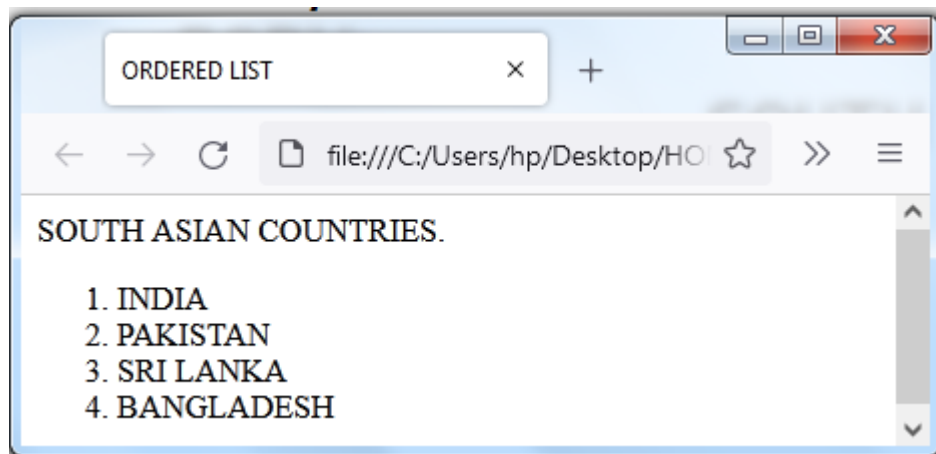 ORDERED LIST
file:///C:/Users/hp/Desktop/HO
SOUTH ASIAN COUNTRIES.
1. INDIA
2. PAKISTAN
3. SRI LANKA
4. BANGLADESH